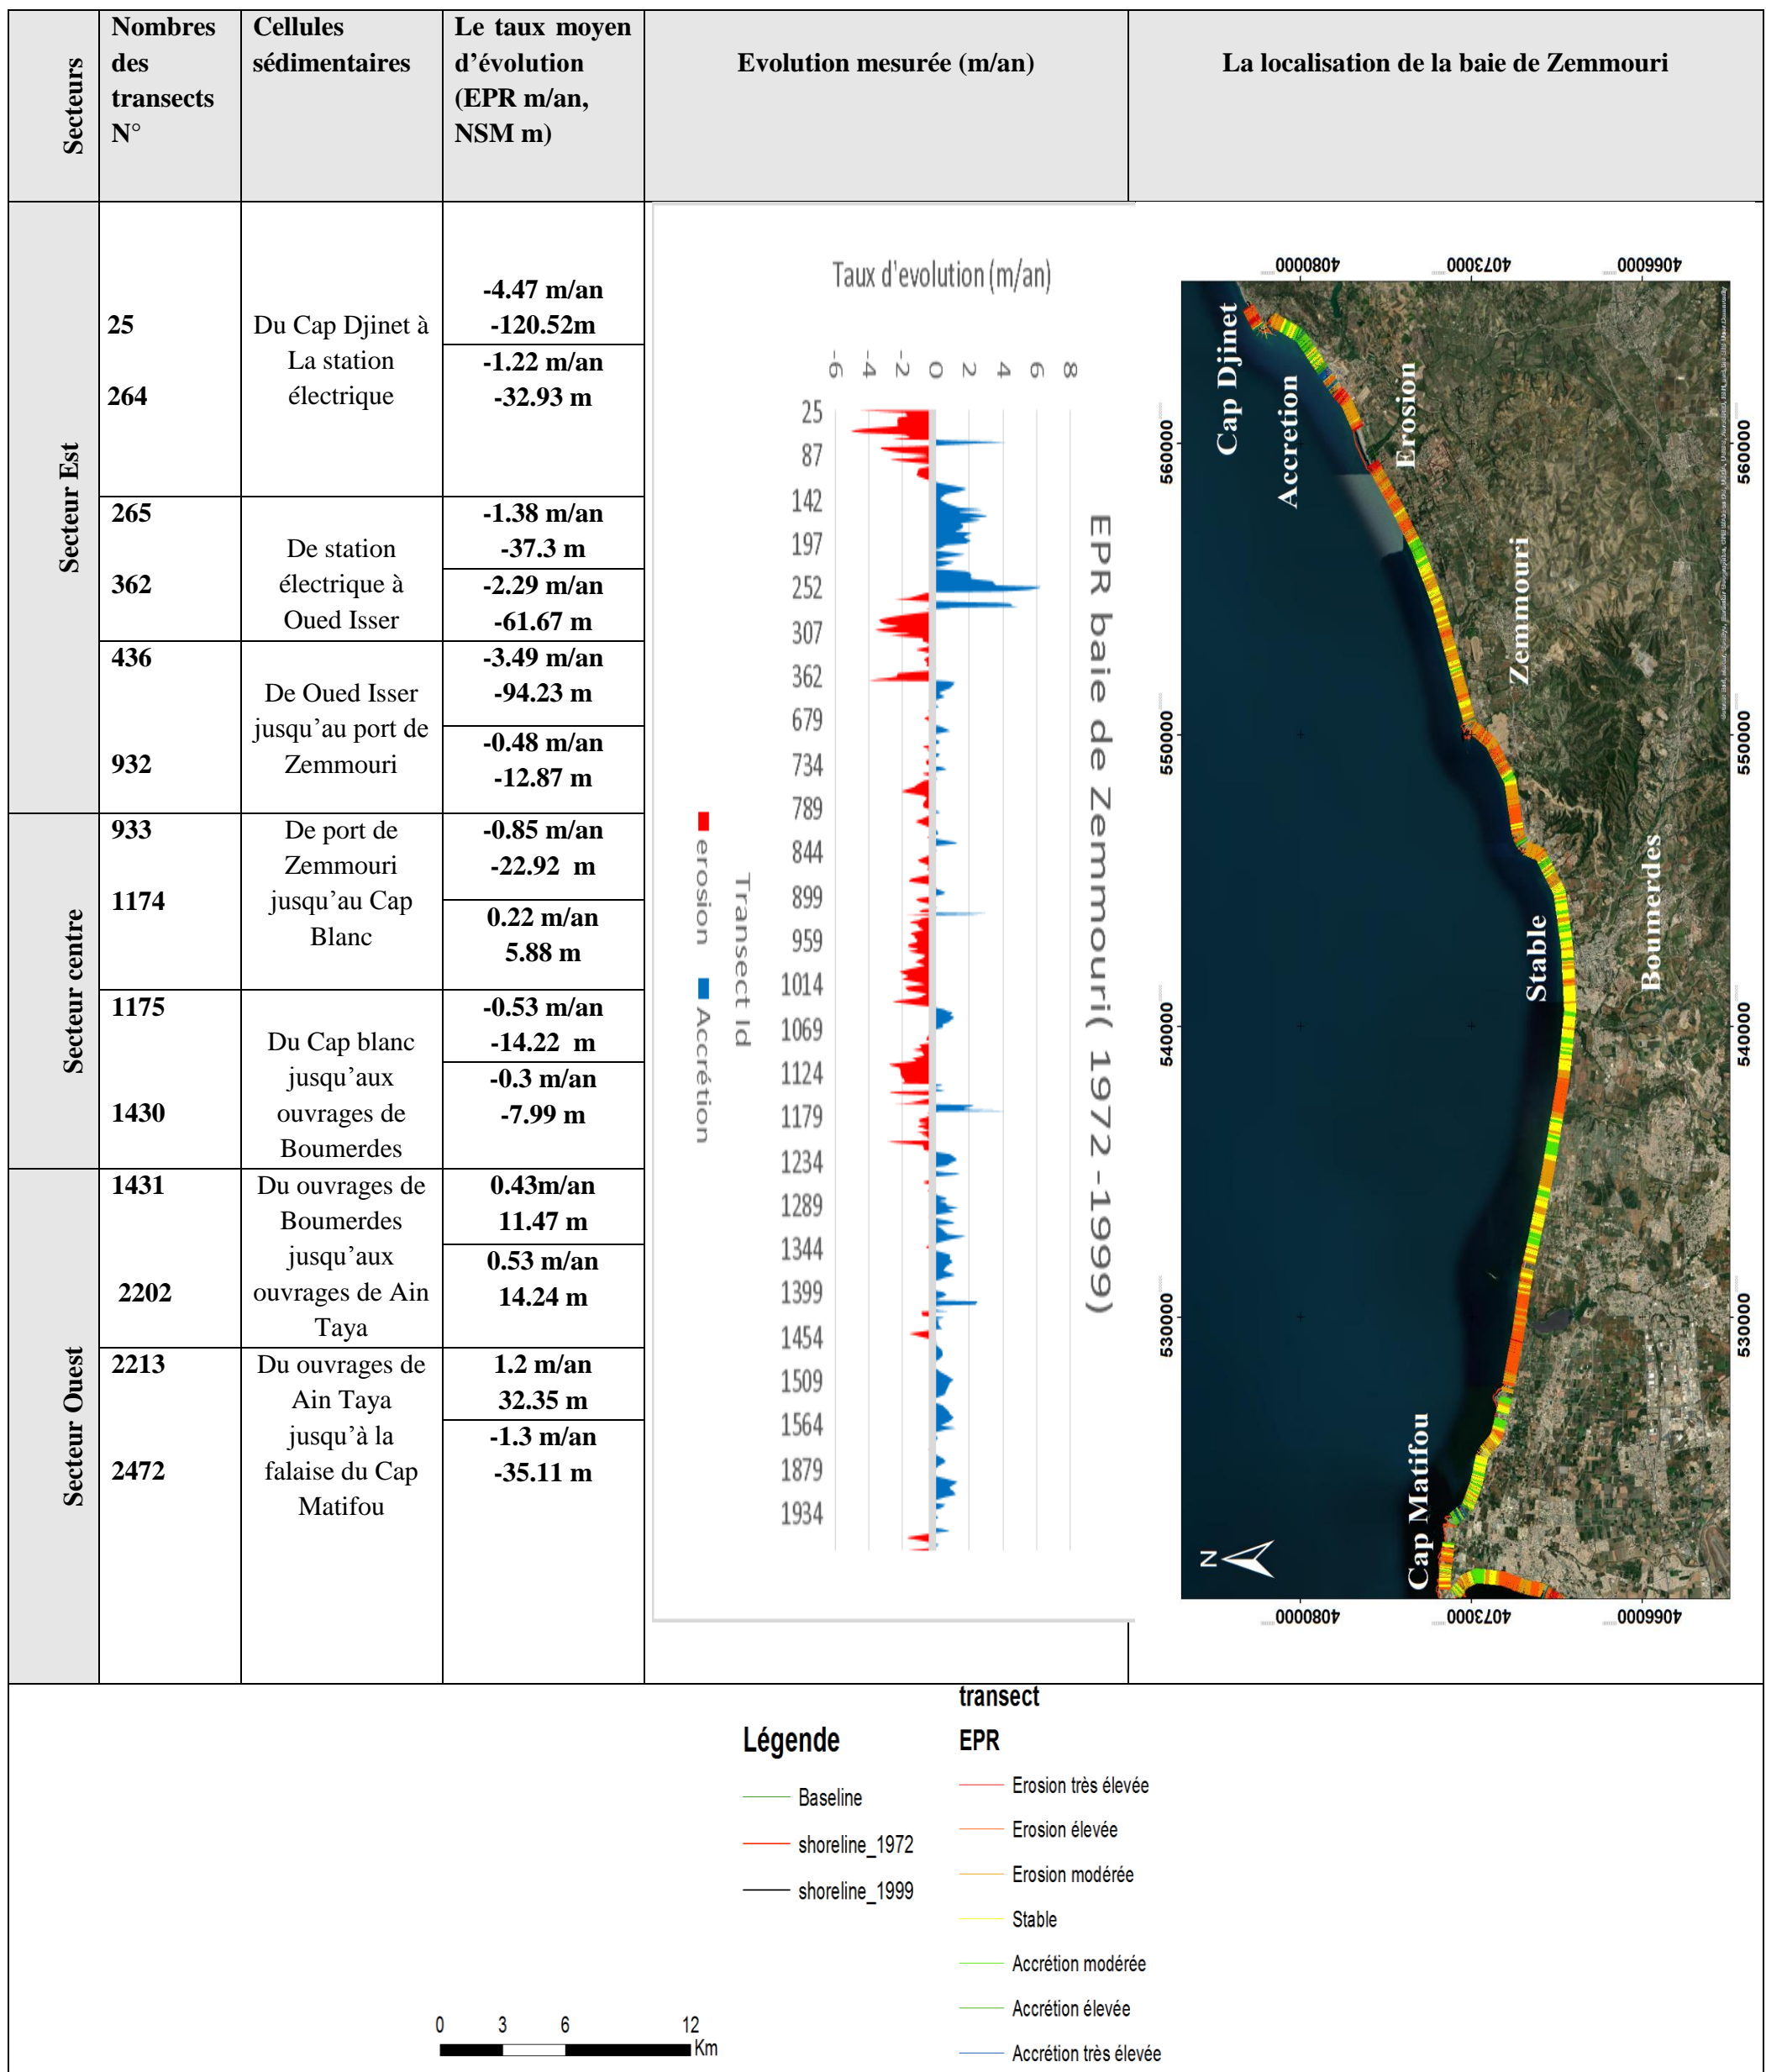 Secteurs
Nombres
des
transects
N°
Cellules
sédimentaires
Le taux moyen
d’évolution
(EPR m/an,
NSM m)
Evolution mesurée (m/an)
La localisation de la baie de Zemmouri
Secteur Est
25
264
Du Cap Djinet à
La station
électrique
-4.47 m/an
-120.52m
-1.22 m/an
-32.93 m
265
362
De station
électrique à
Oued Isser
-1.38 m/an
-37.3 m
-2.29 m/an
-61.67 m
436
932
De Oued Isser
jusqu’au port de
Zemmouri
-3.49 m/an
-94.23 m
-0.48 m/an
-12.87 m
Secteur centre
933
1174
De port de
Zemmouri
jusqu’au Cap
Blanc
-0.85 m/an
-22.92 m
0.22 m/an
5.88 m
1175
1430
Du Cap blanc
jusqu’aux
ouvrages de
Boumerdes
-0.53 m/an
-14.22 m
-0.3 m/an
-7.99 m
Secteur Ouest
1431
2202
Du ouvrages de
Boumerdes
jusqu’aux
ouvrages de Ain
Taya
0.43m/an
11.47 m
0.53 m/an
14.24 m
2213
2472
Du ouvrages de
Ain Taya
jusqu’à la
falaise du Cap
Matifou
1.2 m/an
32.35 m
-1.3 m/an
-35.11 m
Taux d'evolution (m/an)
-6 -4 -2 0 2 4 6 8
25
87
142
197
252
307
362
679
734
789
844
899
959
1014
1069
1124
1179
1234
1289
1344
1399
1454
1509
1564
1879
1934
EPR baie de Zemmouri( 1972 -1999)
Transect Id
erosion Accrétion
4080000 4073000 4066000
560000 560000
550000 550000
540000 540000
530000 530000
Cap Djinet
Accretion
Erosion
Zemmouri
Stable
Boumerdes
Cap Matifou
N
4080000 4073000 4066000
Légende
Baseline
shoreline_1972
shoreline_1999
transect
EPR
Erosion très élevée
Erosion élevée
Erosion modérée
Stable
Accrétion modérée
Accrétion élevée
Accrétion très élevée
0 3 6 12
Km